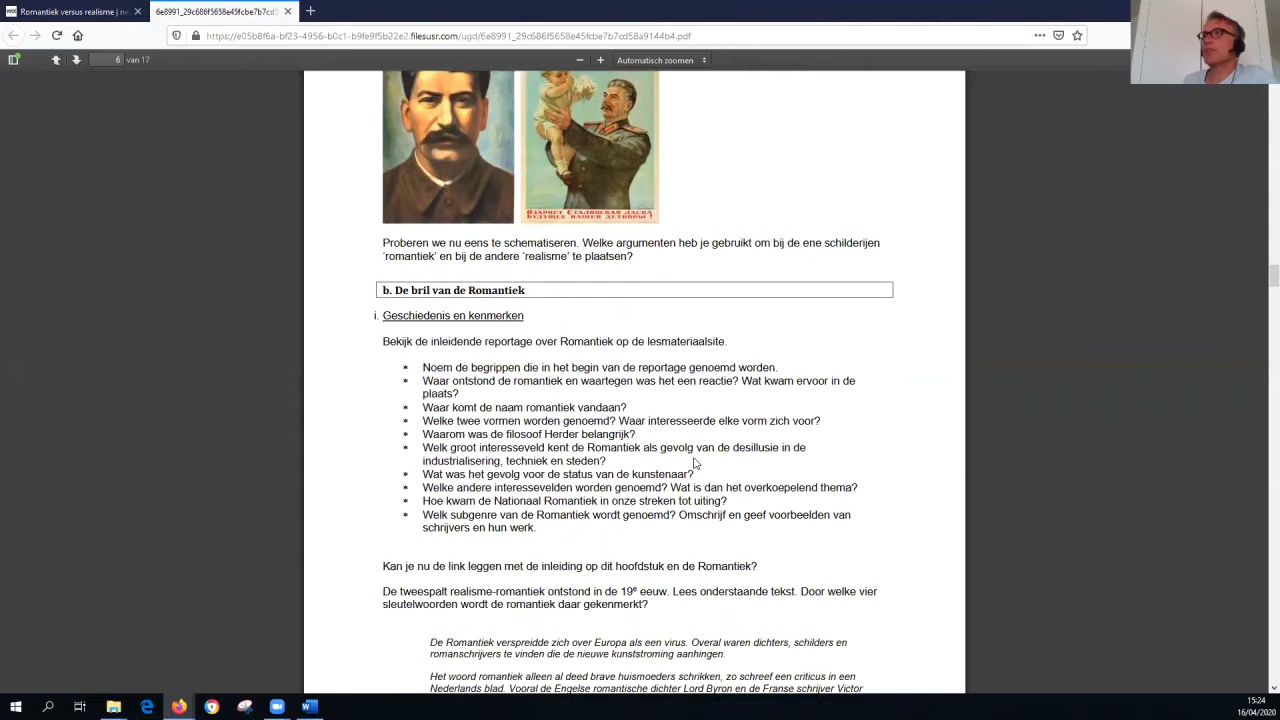 Romantiek versus realisme | ne
6e8991_29c686f5658e45fcbe7b7cd5
https://e05b8f6a-bf23-4956-b0c1-b9fe9f5b22e2.filesusr.com/ugd/6e8991_29c686f5658e45fcbe7b7cd58a9144b4.pdf
6 van 17
Automatisch zoomen
ОЗАРЯЕТ СТАЛИНСКАЯ ЛАСКА
БУДУЩЕЕ НАШЕЙ ДЕТВОРЫ!
Proberen we nu eens te schematiseren. Welke argumenten heb je gebruikt om bij de ene schilderijen
‘romantiek’ en bij de andere ‘realisme’ te plaatsen?
b. De bril van de Romantiek
i. Geschiedenis en kenmerken
Bekijk de inleidende reportage over Romantiek op de lesmateriaalsite.
* Noem de begrippen die in het begin van de reportage genoemd worden.
* Waar ontstond de romantiek en waartegen was het een reactie? Wat kwam ervoor in de
plaats?
* Waar komt de naam romantiek vandaan?
* Welke twee vormen worden genoemd? Waar interesseerde elke vorm zich voor?
* Waarom was de filosoof Herder belangrijk?
* Welk groot interesseveld kent de Romantiek als gevolg van de desillusie in de
industrialisering, techniek en steden?
* Wat was het gevolg voor de status van de kunstenaar?
* Welke andere interessevelden worden genoemd? Wat is dan het overkoepelend thema?
* Hoe kwam de Nationaal Romantiek in onze streken tot uiting?
* Welk subgenre van de Romantiek wordt genoemd? Omschrijf en geef voorbeelden van
schrijvers en hun werk.
Kan je nu de link leggen met de inleiding op dit hoofdstuk en de Romantiek?
De tweespalt realisme-romantiek ontstond in de 19e eeuw. Lees onderstaande tekst. Door welke vier
sleutelwoorden wordt de romantiek daar gekenmerkt?
De Romantiek verspreidde zich over Europa als een virus. Overal waren dichters, schilders en
romanschrijvers te vinden die de nieuwe kunststroming aanhingen.
Het woord romantiek alleen al deed brave huismoeders schrikken, zo schreef een criticus in een
Nederlands blad. Vooral de Engelse romantische dichter Lord Byron en de Franse schrijver Victor
15:24
16/04/2020